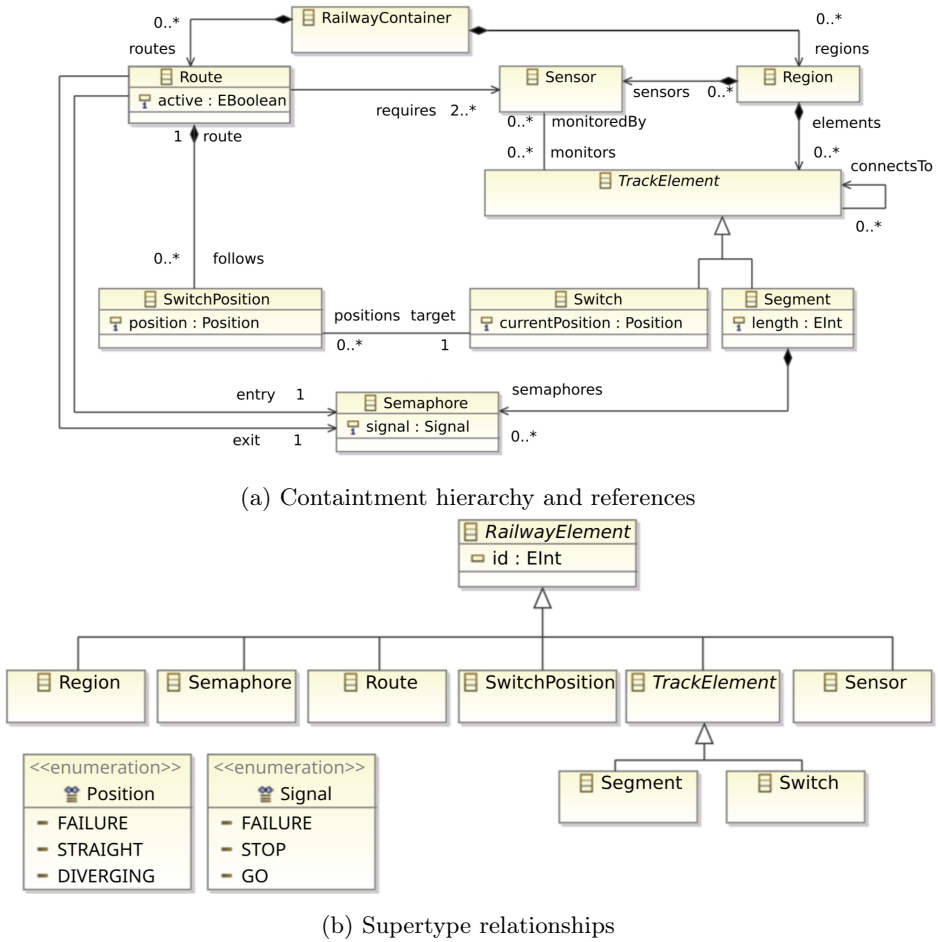 RailwayContainer
0..*
routes
0..*
regions
Route
active : EBoolean
requires 2..*
Sensor
sensors 0..*
Region
1 route
0..* monitoredBy
0..* monitors
elements
0..*
TrackElement
connectsTo
0..*
0..* follows
SwitchPosition
position : Position
positions target
0..* 1
Switch
currentPosition : Position
Segment
length : EInt
entry 1
exit 1
Semaphore
signal : Signal
semaphores
0..*
(a) Containtment hierarchy and references
RailwayElement
id : EInt
Region
Semaphore
Route
SwitchPosition
TrackElement
Sensor
Segment
Switch
<<enumeration>>
Position
FAILURE
STRAIGHT
DIVERGING
<<enumeration>>
Signal
FAILURE
STOP
GO
(b) Supertype relationships